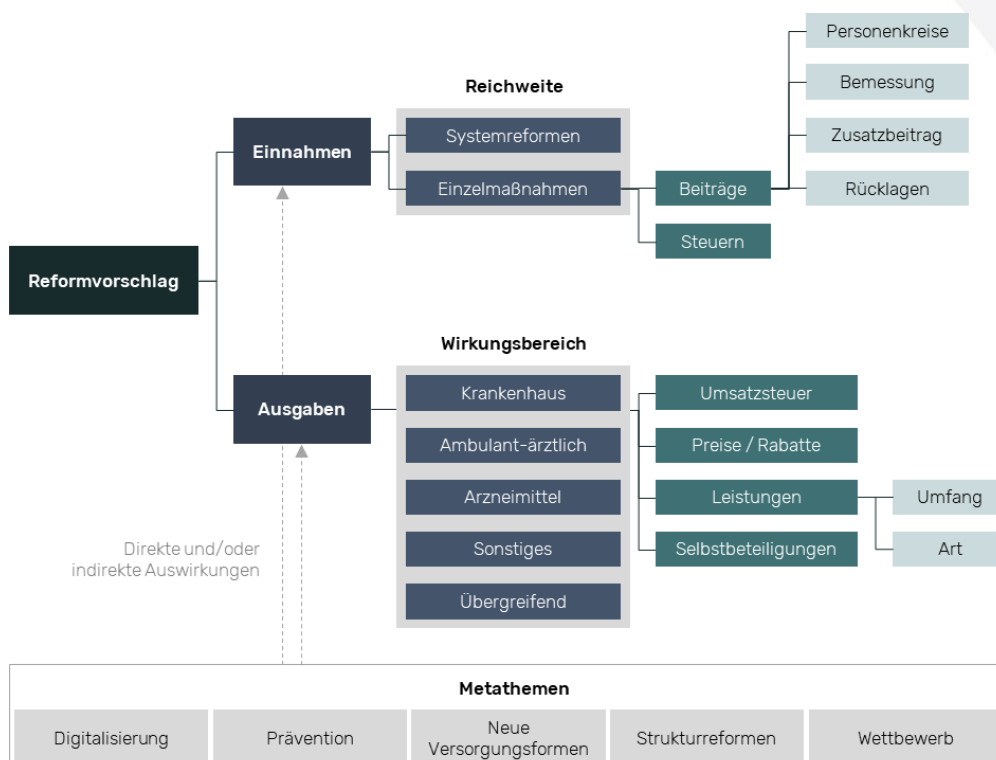 Personenkreise
Reichweite
Bemessung
Einnahmen
Systemreformen
Zusatzbeitrag
Einzelmaßnahmen
Beiträge
Rücklagen
Steuern
Reformvorschlag
Wirkungsbereich
Ausgaben
Krankenhaus
Umsatzsteuer
Ambulant-ärztlich
Preise / Rabatte
Arzneimittel
Leistungen
Umfang
Direkte und/oder
indirekte Auswirkungen
Sonstiges
Selbstbeteiligungen
Art
Übergreifend
Metathemen
Digitalisierung
Prävention
Neue
Versorgungsformen
Strukturreformen
Wettbewerb